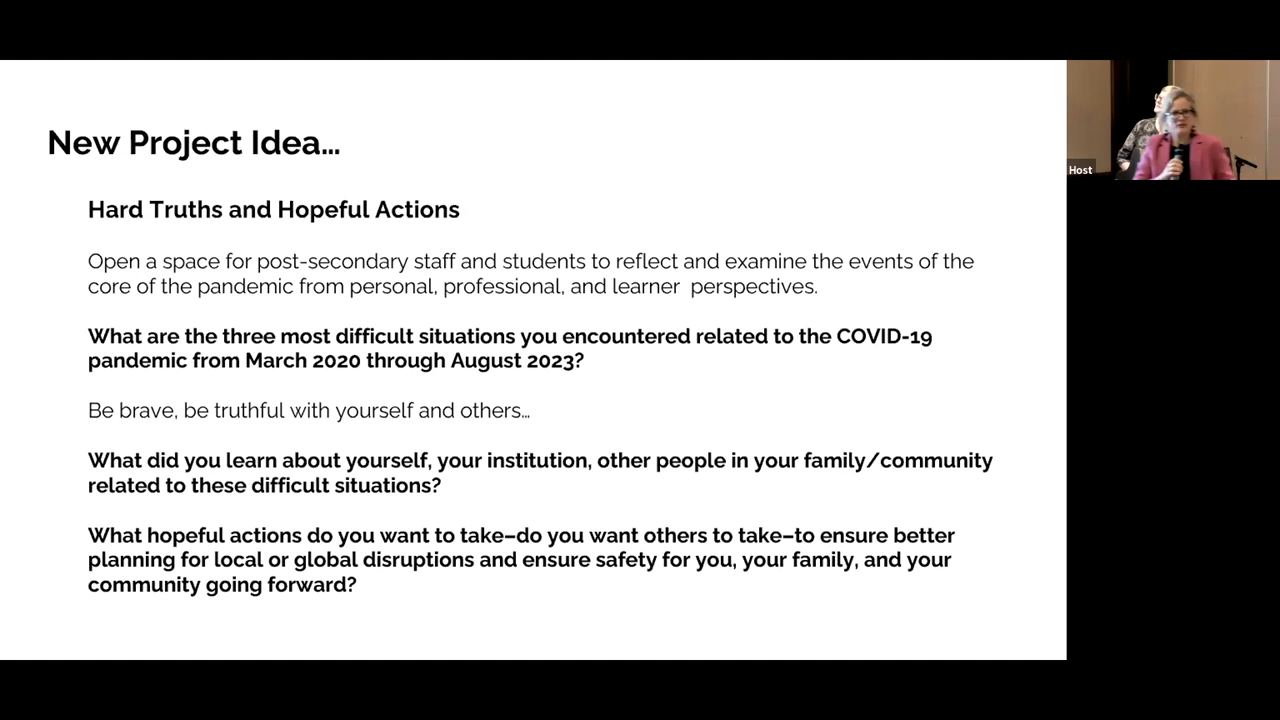 New Project Idea…
Hard Truths and Hopeful Actions
Open a space for post-secondary staff and students to reflect and examine the events of the
core of the pandemic from personal, professional, and learner  perspectives.
What are the three most difficult situations you encountered related to the COVID-19
pandemic from March 2020 through August 2023?
Be brave, be truthful with yourself and others…
What did you learn about yourself, your institution, other people in your family/community
related to these difficult situations?
What hopeful actions do you want to take–do you want others to take–to ensure better
planning for local or global disruptions and ensure safety for you, your family, and your
community going forward?
Host